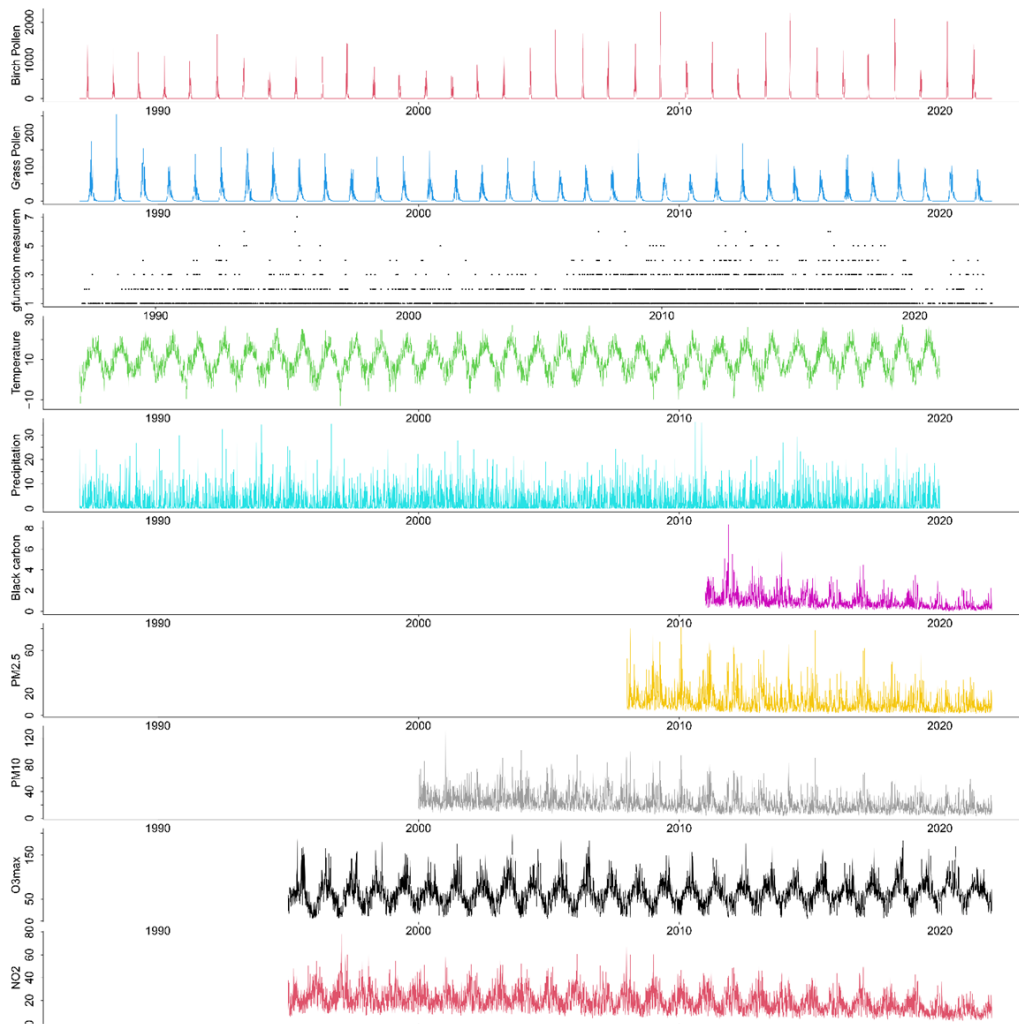 Birch Pollen
0 1000 2000
1990 2000 2010 2020
Grass Pollen
0 100 200
1990 2000 2010 2020
gfunction measurem
1 3 5 7
1990 2000 2010 2020
Temperature
−10 10 30
1990 2000 2010 2020
Precipitation
0 10 20 30
1990 2000 2010 2020
Black carbon
0 2 4 6 8
1990 2000 2010 2020
PM2.5
0 20 60
1990 2000 2010 2020
PM10
0 40 80 120
1990 2000 2010 2020
O3max
0 50 150
1990 2000 2010 2020
NO2
0 20 40 60 80